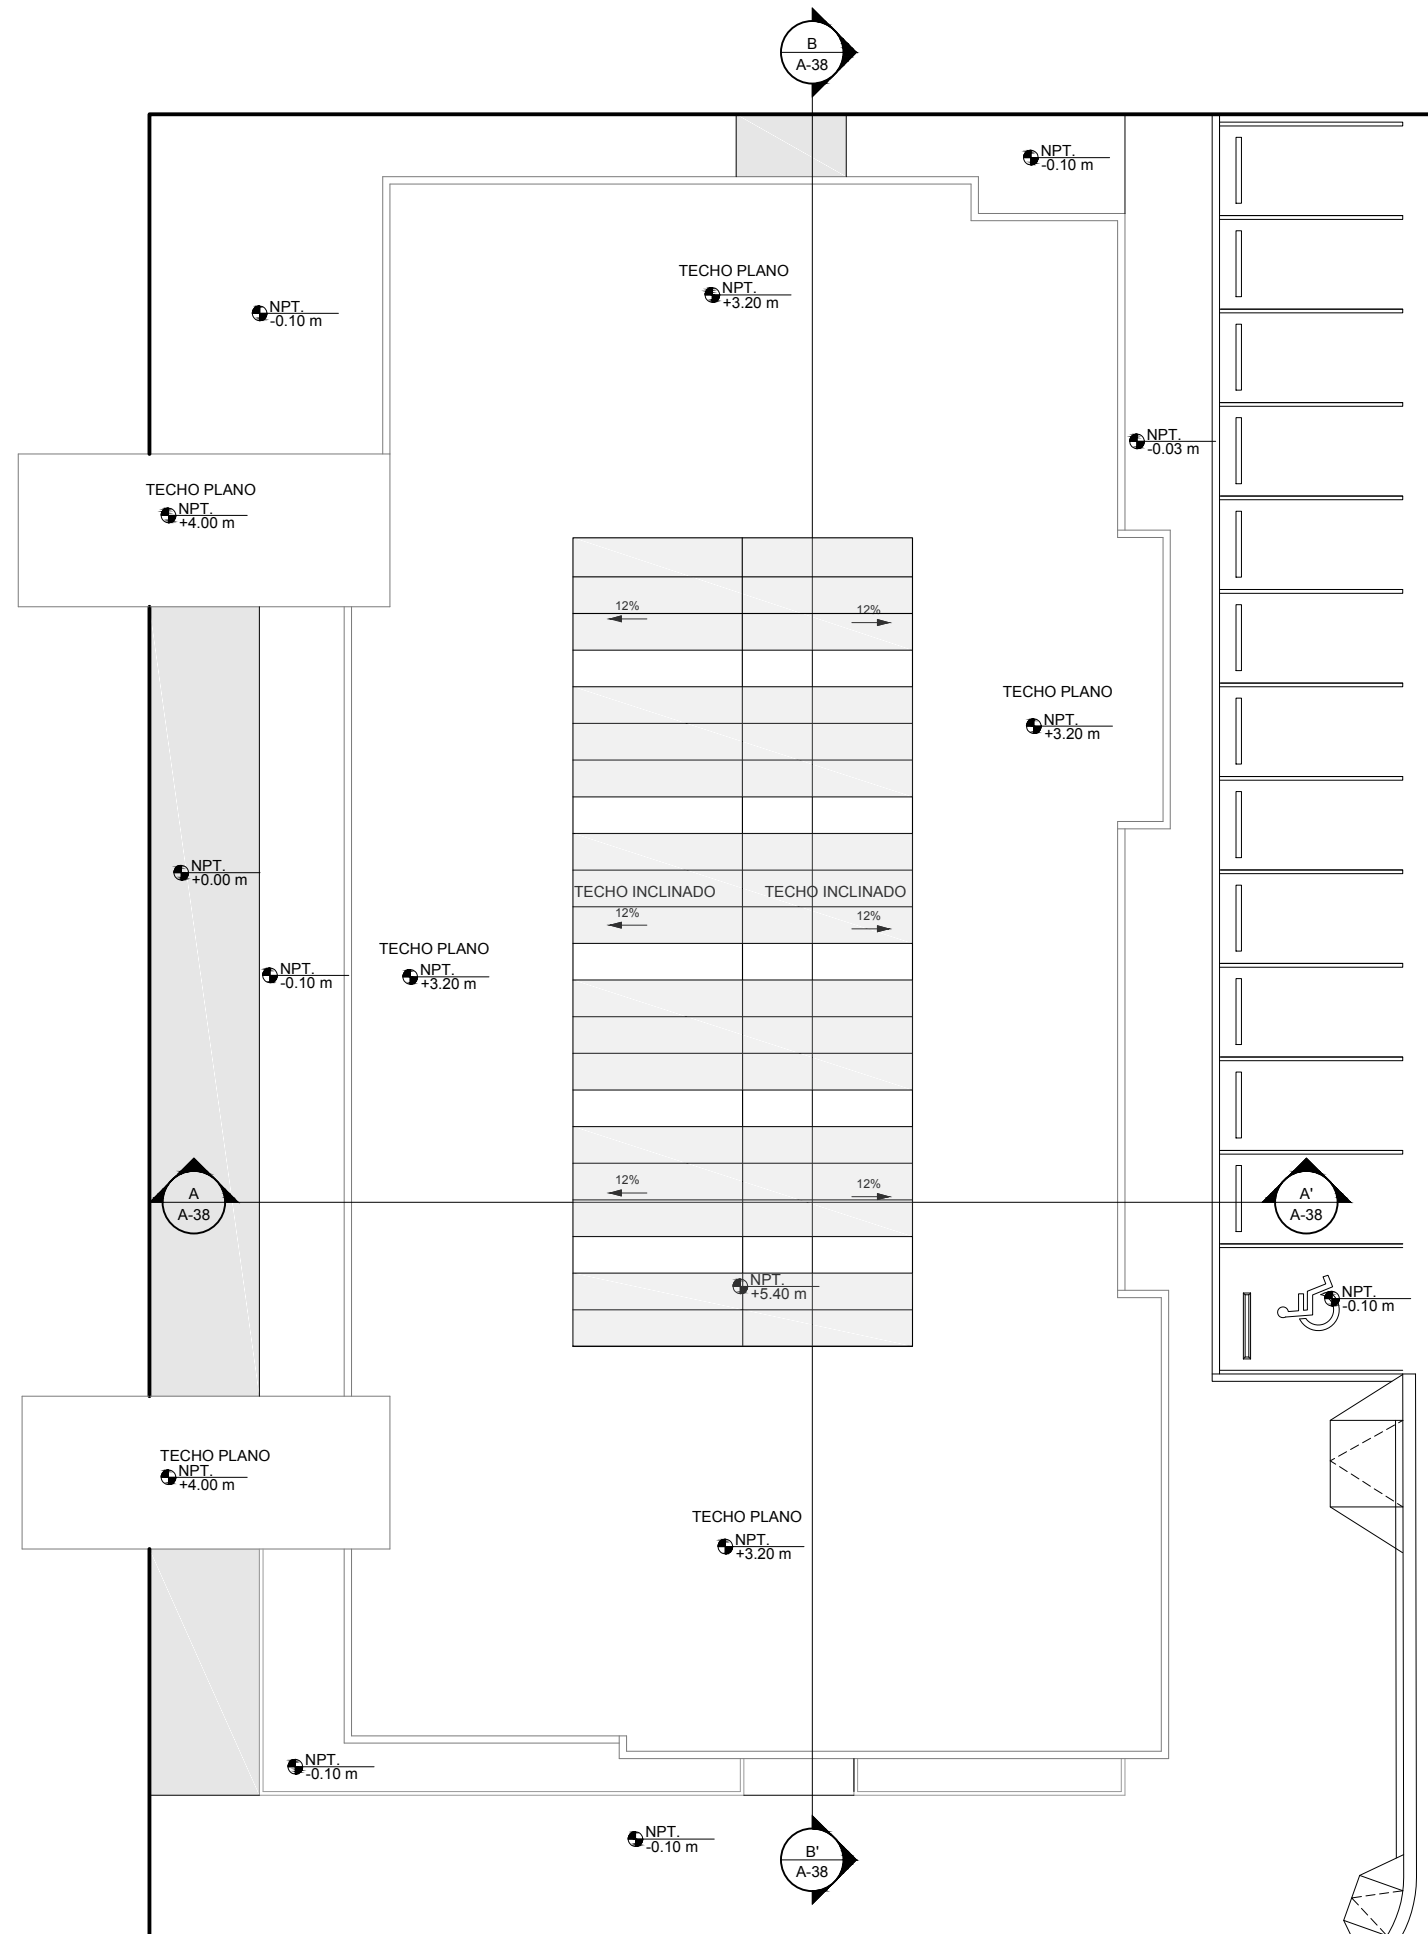 B
A-38
NPT.
-0.10 m
TECHO PLANO
NPT.
+3.20 m
NPT.
-0.10 m
NPT.
-0.03 m
TECHO PLANO
NPT.
+4.00 m
12%
12%
TECHO PLANO
NPT.
+3.20 m
NPT.
+0.00 m
TECHO INCLINADO
TECHO INCLINADO
12%
12%
TECHO PLANO
NPT.
+3.20 m
NPT.
-0.10 m
12%
12%
A
A-38
A'
A-38
NPT.
+5.40 m
NPT.
-0.10 m
TECHO PLANO
NPT.
+4.00 m
TECHO PLANO
NPT.
+3.20 m
NPT.
-0.10 m
NPT.
-0.10 m
B'
A-38